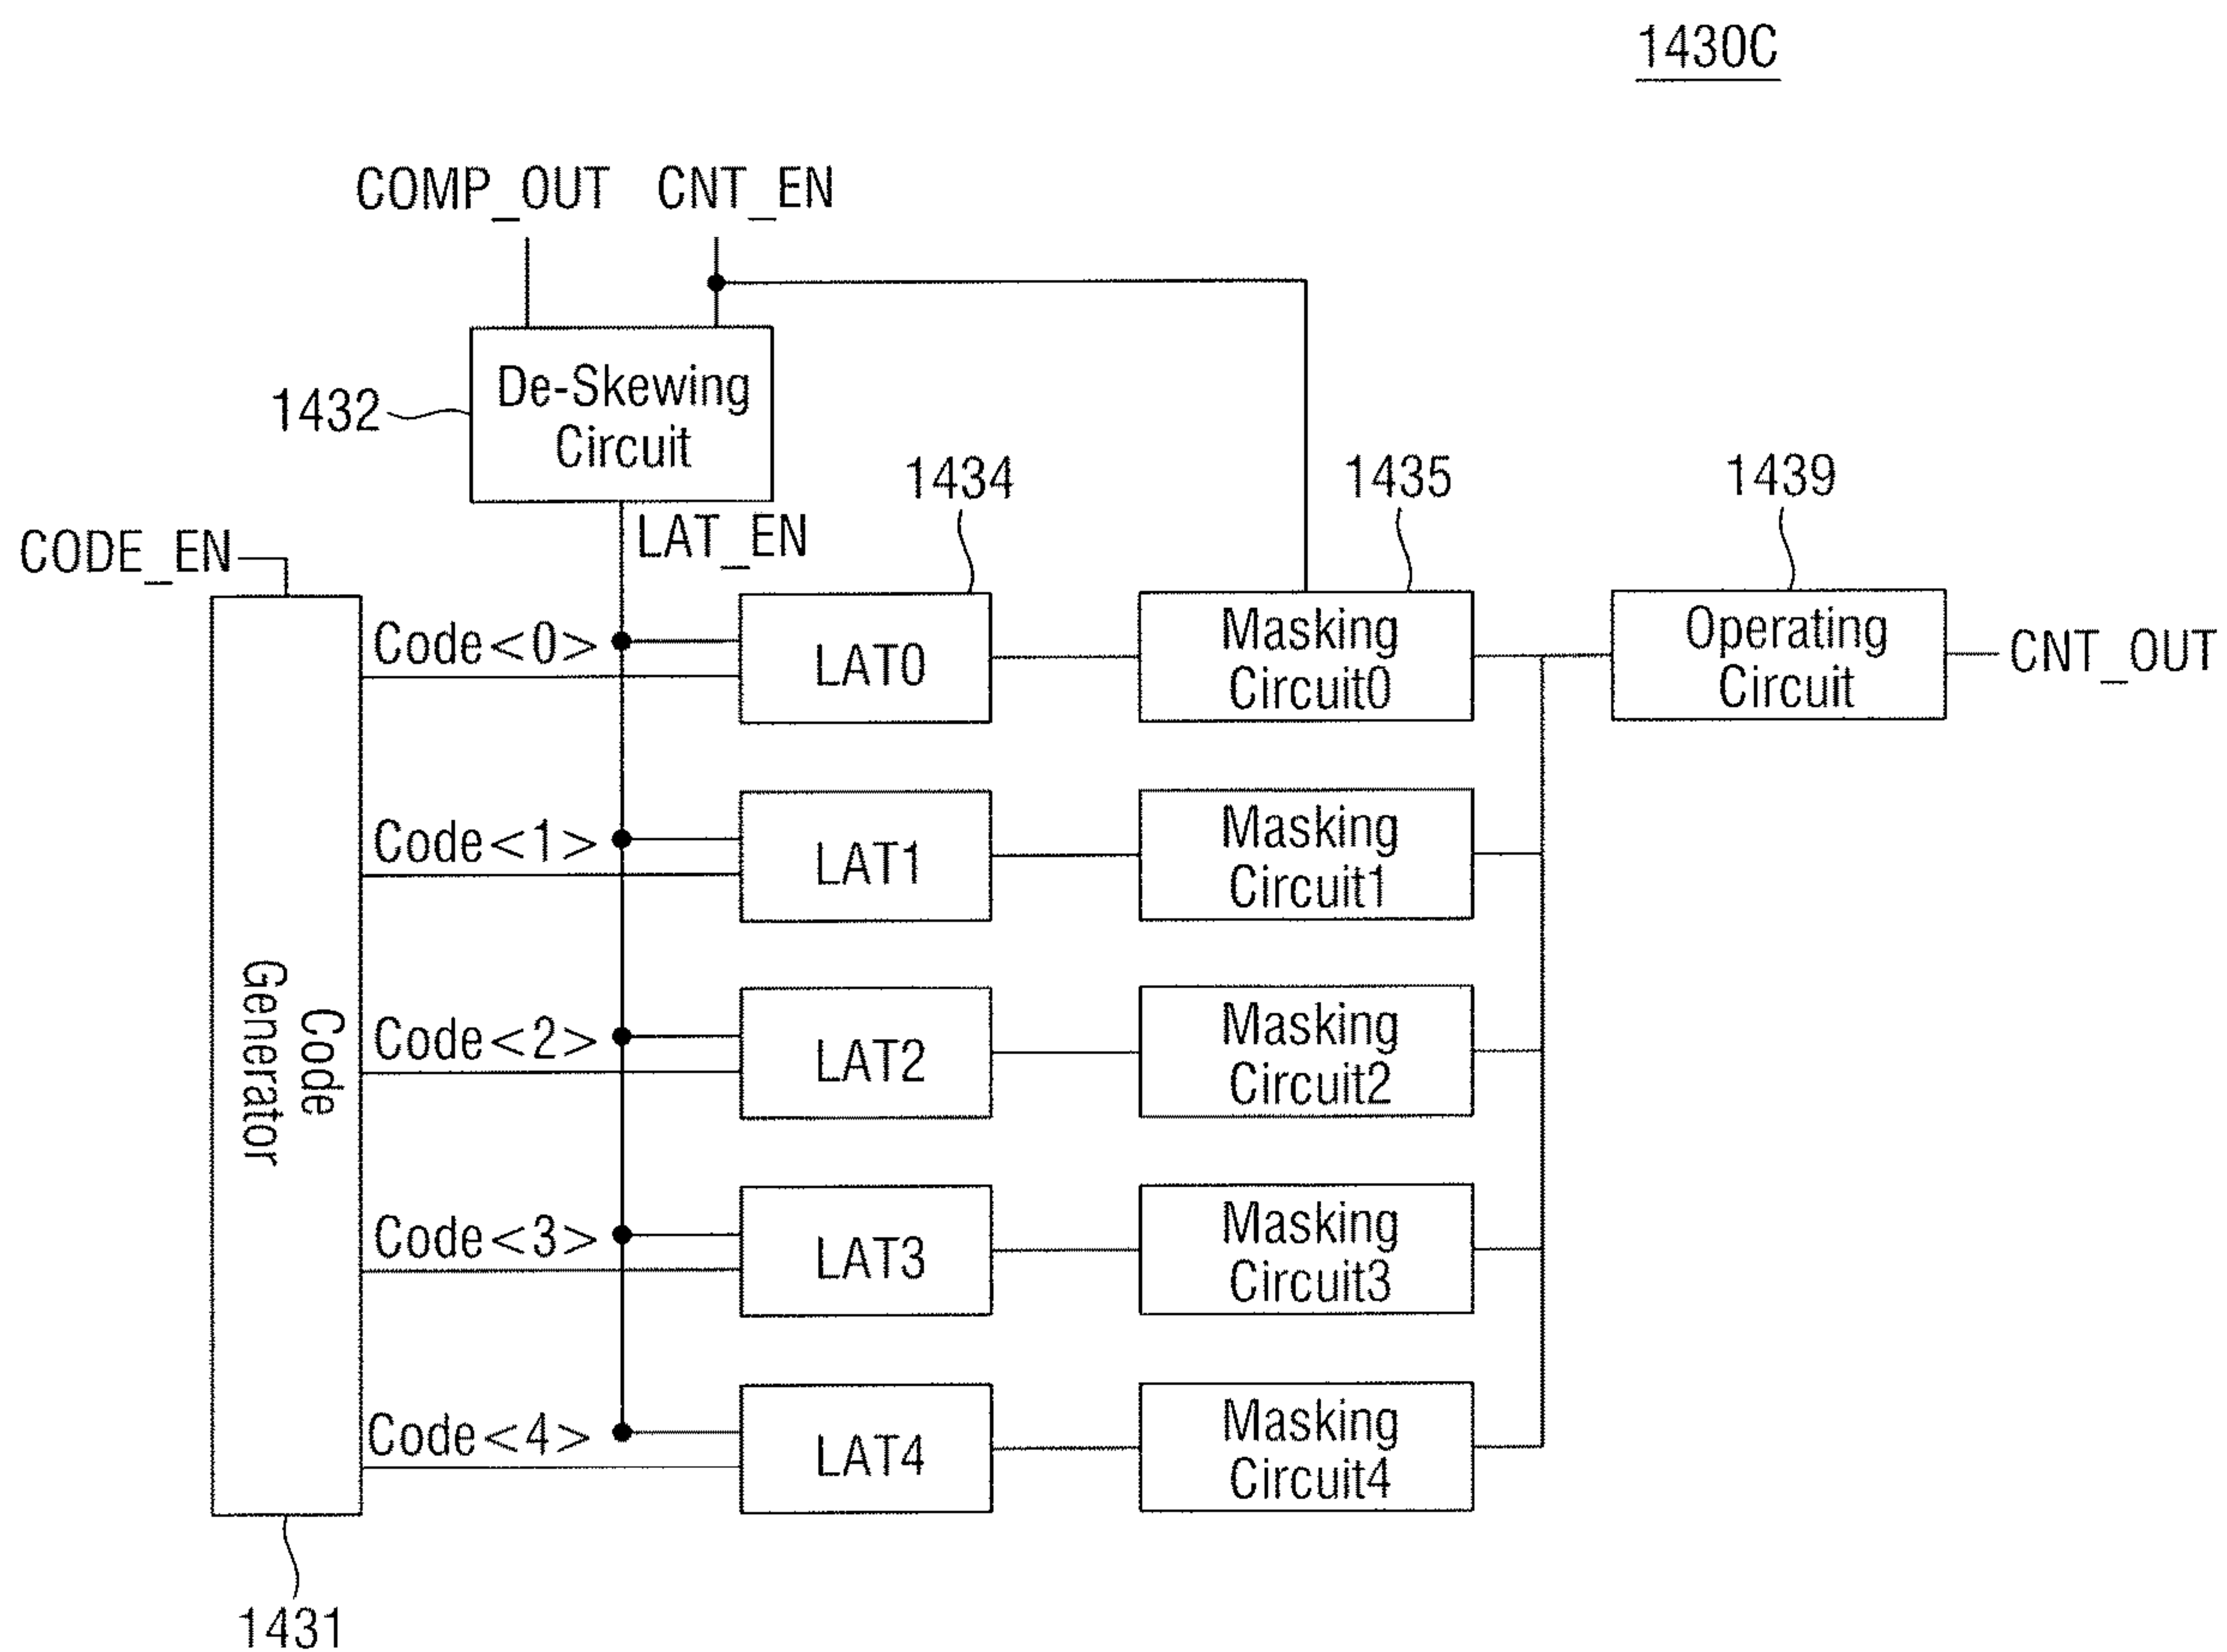 1430C
COMP_OUT CNT_EN
De-Skewing
Circuit
1432
1434
1435
1439
LAT_EN
CODE_EN
Code<0>
LAT0
Masking
Circuit0
Operating
Circuit
CNT_OUT
Code<1>
LAT1
Masking
Circuit1
Code
Generator
Code<2>
LAT2
Masking
Circuit2
Code<3>
LAT3
Masking
Circuit3
Code<4>
LAT4
Masking
Circuit4
1431